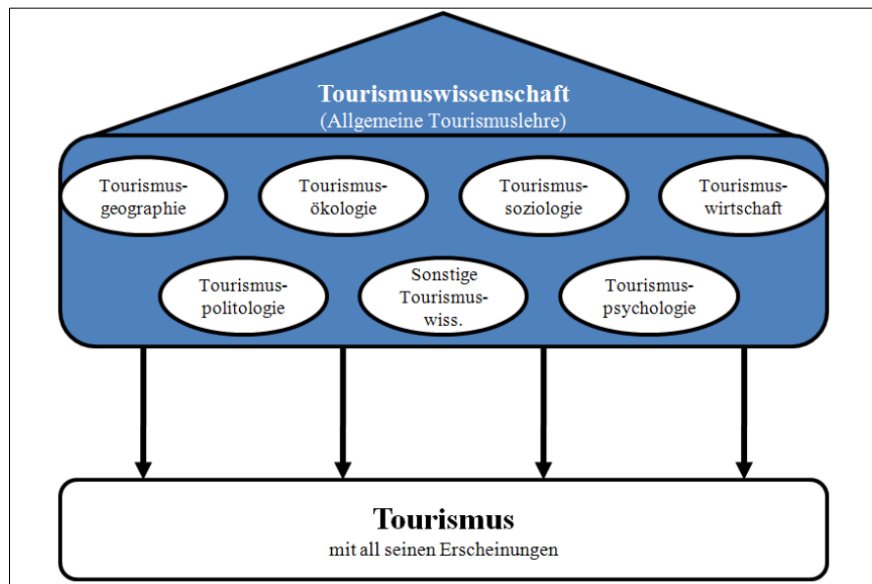 Tourismuswissenschaft
(Allgemeine Tourismuslehre)
Tourismus-
geographie
Tourismus-
ökologie
Tourismus-
soziologie
Tourismus-
wirtschaft
Tourismus-
politologie
Sonstige
Tourismus-
wiss.
Tourismus-
psychologie
Tourismus
mit all seinen Erscheinungen